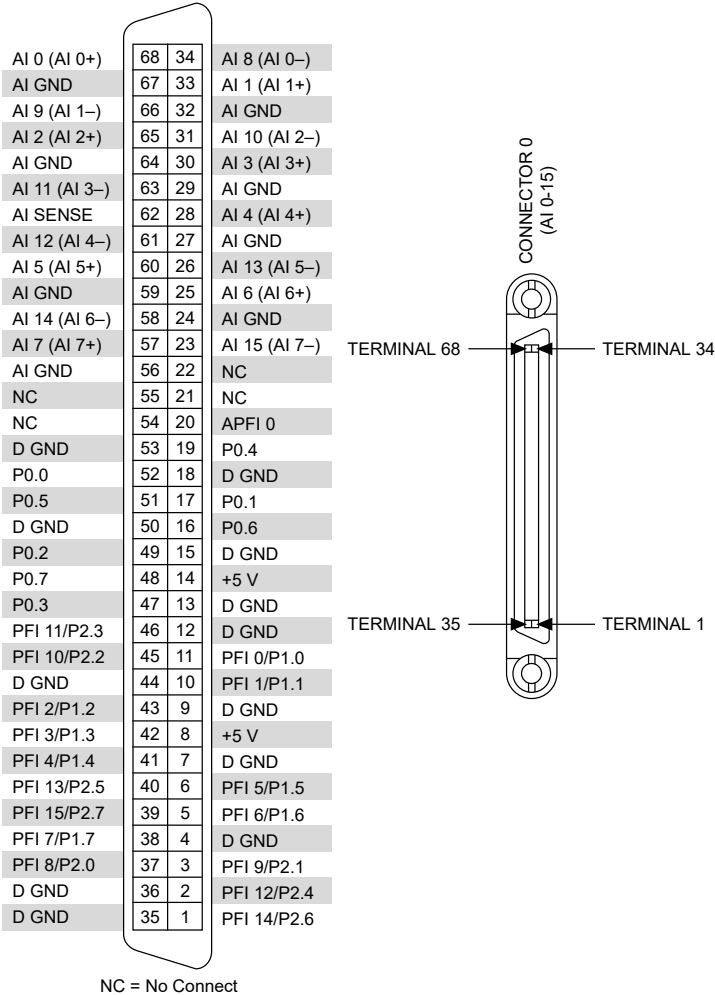 AI 0 (AI 0+) 68 34 AI 8 (AI 0–)
AI GND 67 33 AI 1 (AI 1+)
AI 9 (AI 1–) 66 32 AI GND
AI 2 (AI 2+) 65 31 AI 10 (AI 2–)
AI GND 64 30 AI 3 (AI 3+)
AI 11 (AI 3–) 63 29 AI GND
AI SENSE 62 28 AI 4 (AI 4+)
AI 12 (AI 4–) 61 27 AI GND
AI 5 (AI 5+) 60 26 AI 13 (AI 5–)
AI GND 59 25 AI 6 (AI 6+)
AI 14 (AI 6–) 58 24 AI GND
AI 7 (AI 7+) 57 23 AI 15 (AI 7–)
AI GND 56 22 NC
NC 55 21 NC
NC 54 20 APFI 0
D GND 53 19 P0.4
P0.0 52 18 D GND
P0.5 51 17 P0.1
D GND 50 16 P0.6
P0.2 49 15 D GND
P0.7 48 14 +5 V
P0.3 47 13 D GND
PFI 11/P2.3 46 12 D GND
PFI 10/P2.2 45 11 PFI 0/P1.0
D GND 44 10 PFI 1/P1.1
PFI 2/P1.2 43 9 D GND
PFI 3/P1.3 42 8 +5 V
PFI 4/P1.4 41 7 D GND
PFI 13/P2.5 40 6 PFI 5/P1.5
PFI 15/P2.7 39 5 PFI 6/P1.6
PFI 7/P1.7 38 4 D GND
PFI 8/P2.0 37 3 PFI 9/P2.1
D GND 36 2 PFI 12/P2.4
D GND 35 1 PFI 14/P2.6
NC = No Connect
CONNECTOR 0
(AI 0-15)
TERMINAL 68 TERMINAL 34
TERMINAL 35 TERMINAL 1